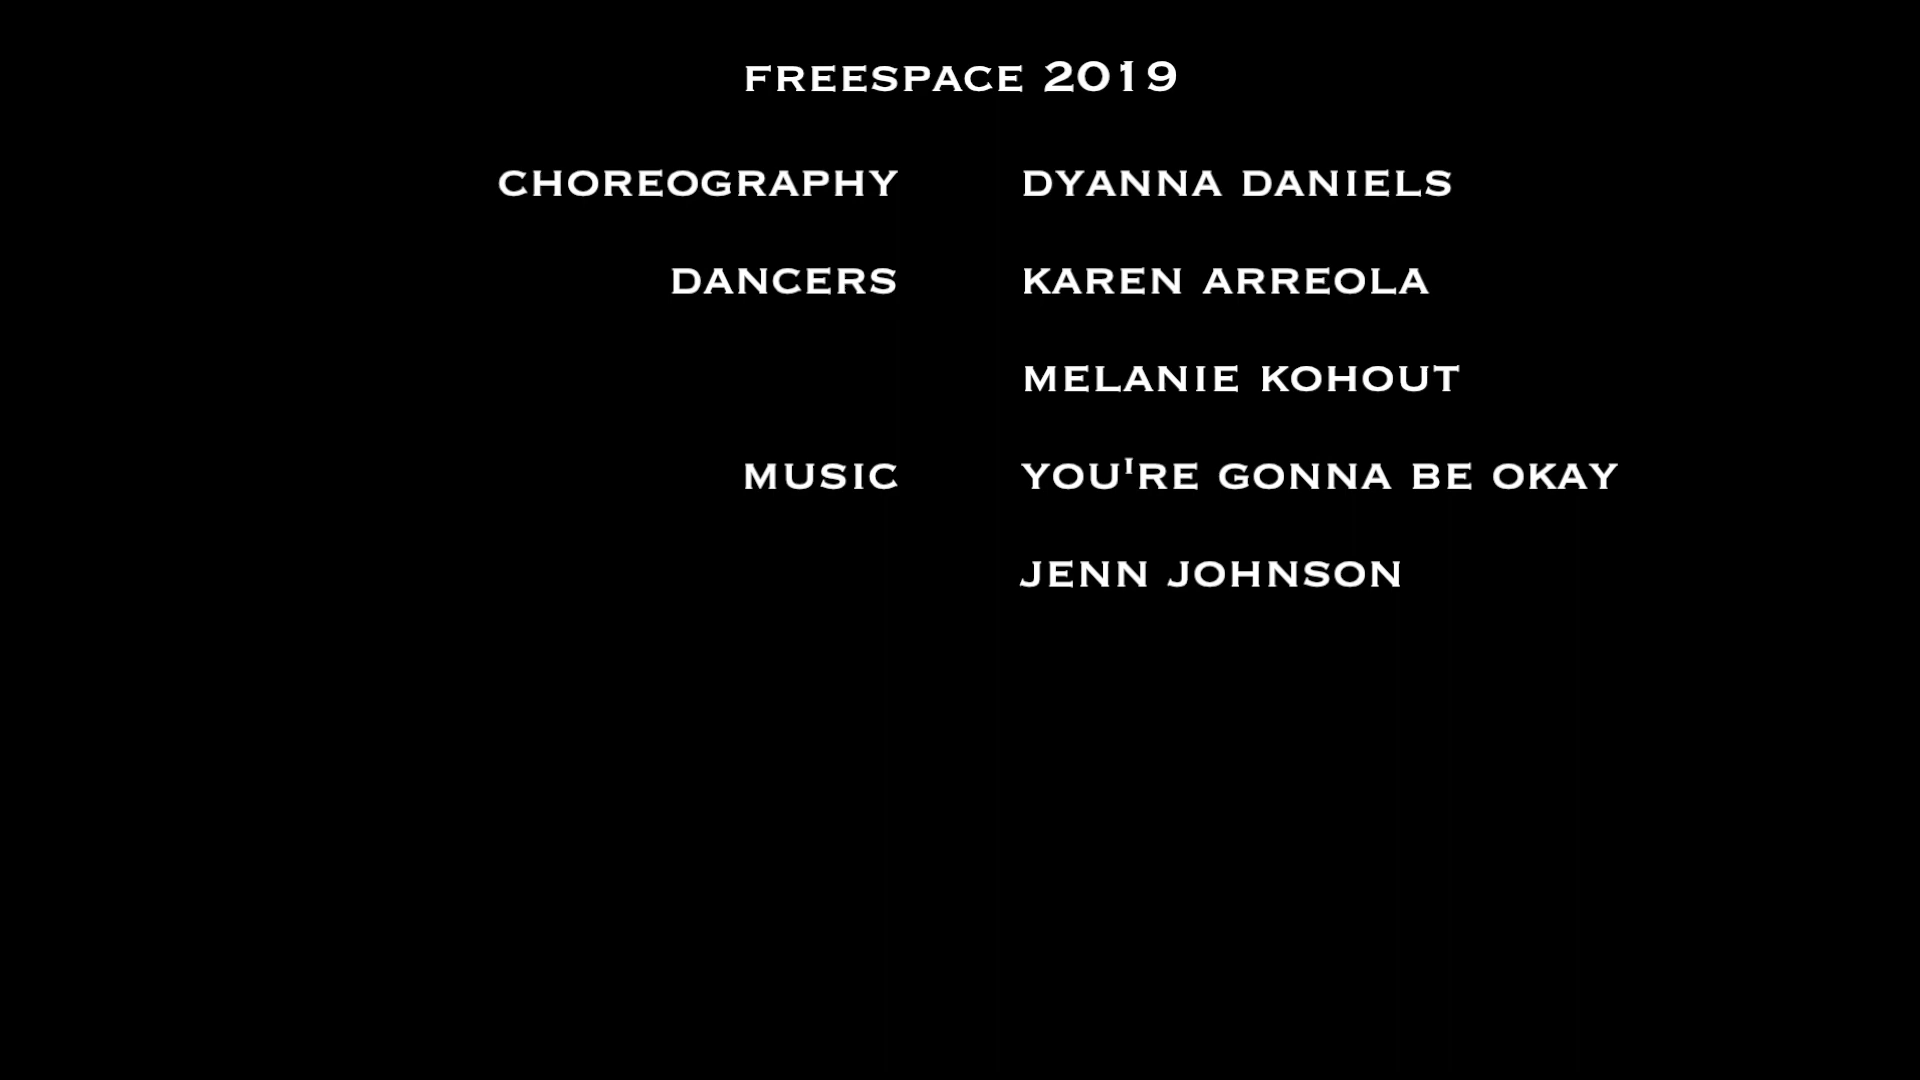 FREESPACE 2019
CHOREOGRAPHY DYANNA DANIELS
DANCERS KAREN ARREOLA
MELANIE KOHOUT
MUSIC YOU'RE GONNA BE OKAY
JENN JOHNSON